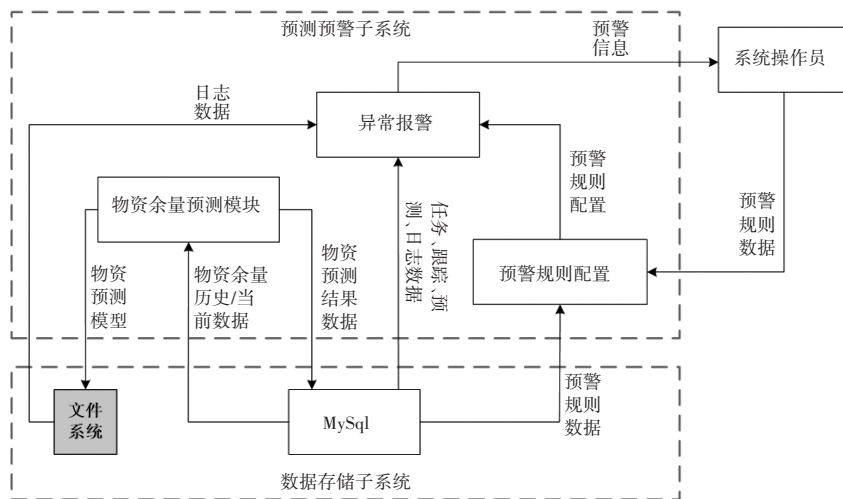 预测预警子系统
预警
信息
系统操作员
日志
数据
异常报警
预警
规则
配置
预警
规则
数据
物资余量预测模块
任务、跟踪、预
测、日志数据
预警规则配置
物资
预测
模型
物资余量
历史/当
前数据
物资
预测
结果
数据
文件
系统
MySql
预警
规则
数据
数据存储子系统